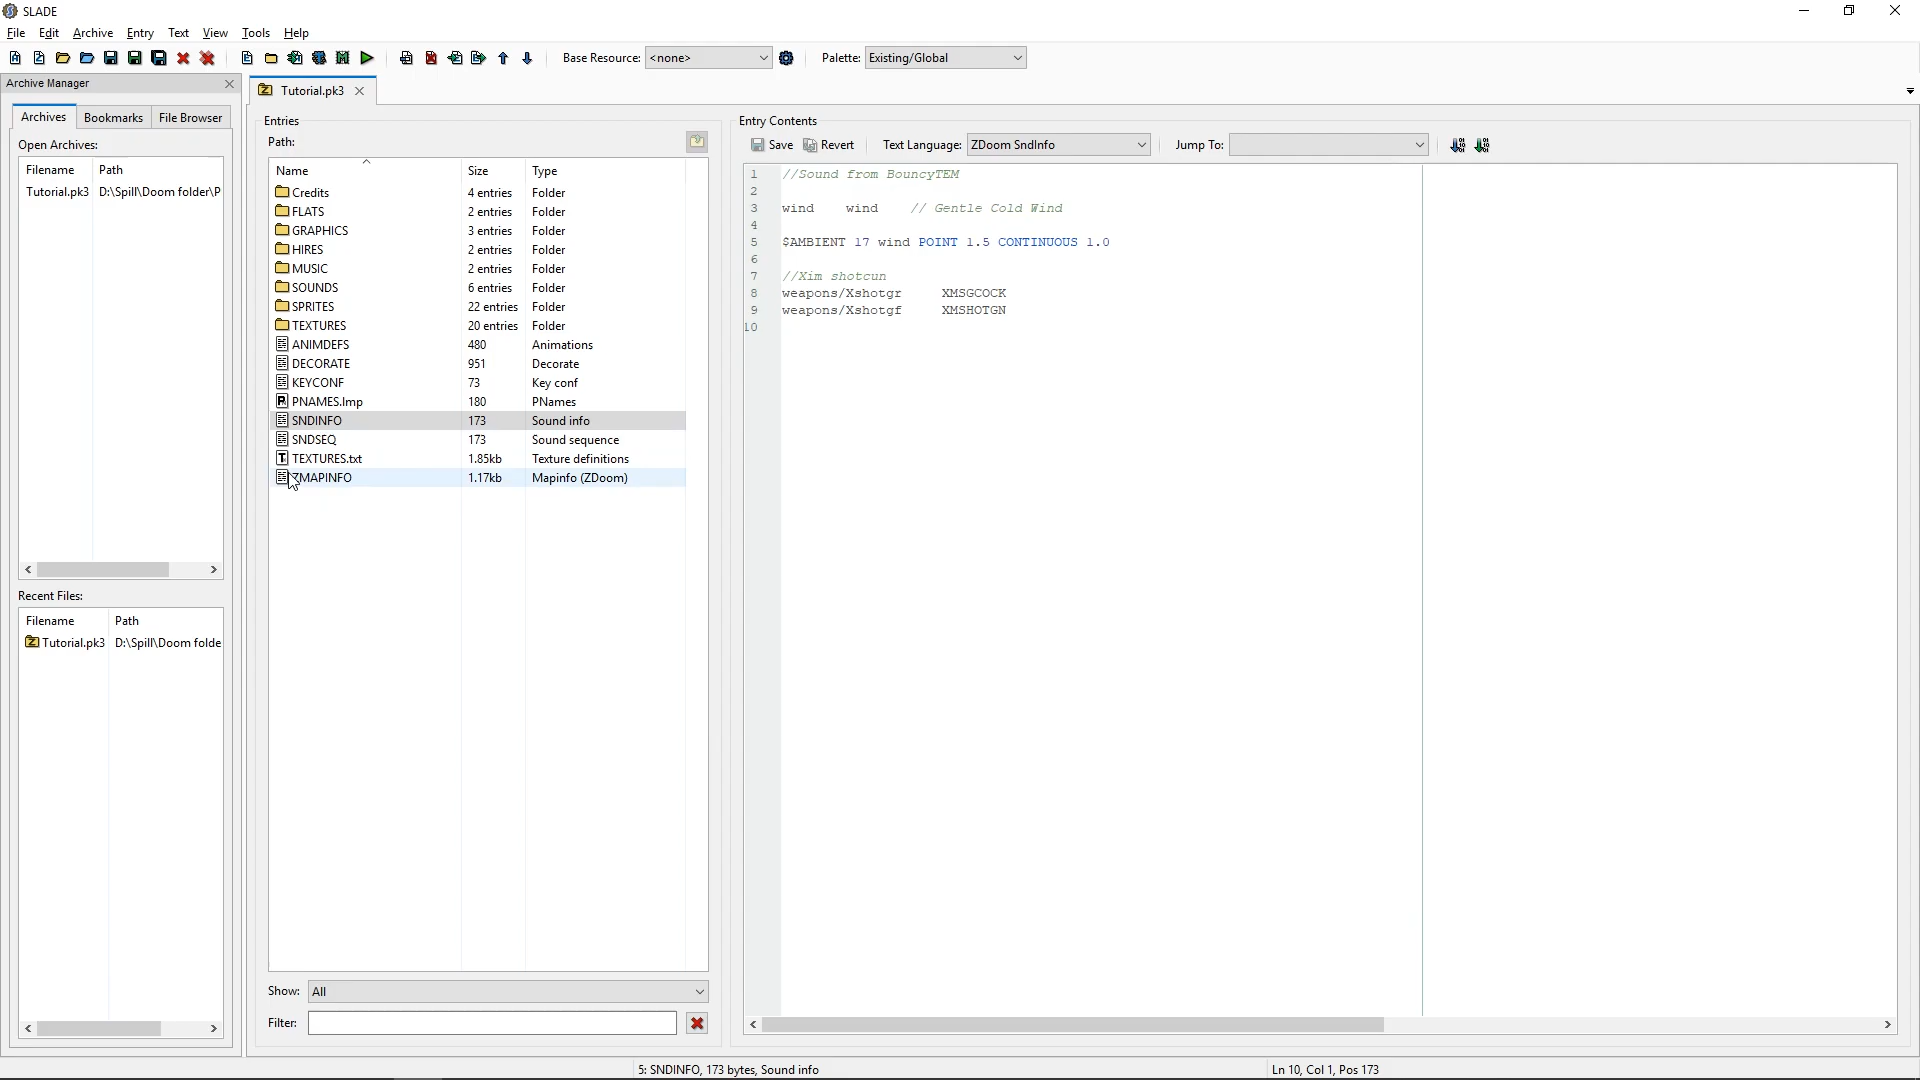 SLADE
File Edit Archive Entry Text View Tools Help
Base Resource: <none> Palette: Existing/Global
Archive Manager
Tutorial.pk3
Archives Bookmarks File Browser
Open Archives:
Filename Path
Tutorial.pk3 D:\Spill\Doom folder\P
Recent Files:
Filename Path
Tutorial.pk3 D:\Spill\Doom folde
Entries
Path:
Name Size Type
Credits 4 entries Folder
FLATS 2 entries Folder
GRAPHICS 3 entries Folder
HIRES 2 entries Folder
MUSIC 2 entries Folder
SOUNDS 6 entries Folder
SPRITES 22 entries Folder
TEXTURES 20 entries Folder
ANIMDEFS 480 Animations
DECORATE 951 Decorate
KEYCONF 73 Key conf
PNAMES.lmp 180 PNames
SNDINFO 173 Sound info
SNDSEQ 173 Sound sequence
TEXTURES.txt 1.85kb Texture definitions
ZMAPINFO 1.17kb Mapinfo (ZDoom)
Show: All
Filter:
Entry Contents
Save Revert Text Language: ZDoom SndInfo Jump To:
1 //Sound from BouncyTEM
2
3 wind wind // Gentle Cold Wind
4
5 $AMBIENT 17 wind POINT 1.5 CONTINUOUS 1.0
6
7 //Xim shotcun
8 weapons/Xshotgr XMSGCOCK
9 weapons/Xshotgf XMSHOTGN
10
5: SNDINFO, 173 bytes, Sound info
Ln 10, Col 1, Pos 173